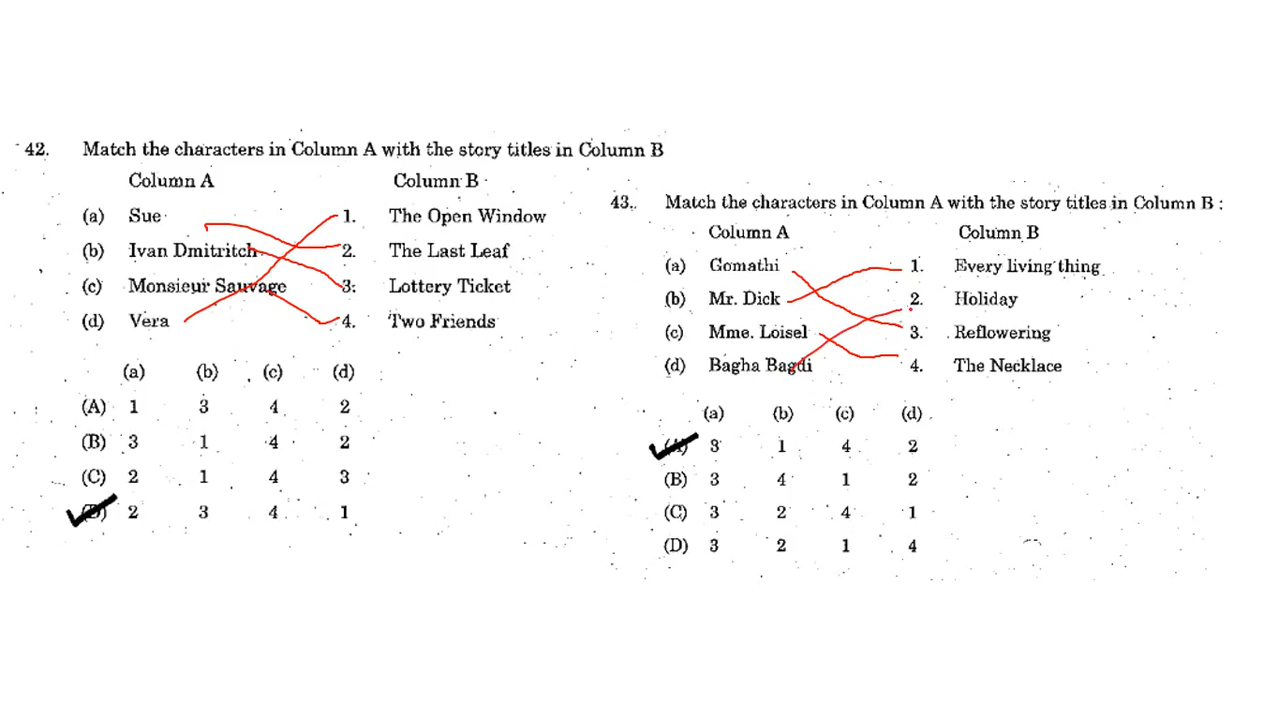 42. Match the characters in Column A with the story titles in Column B
Column A Column B
(a) Sue 1. The Open Window
(b) Ivan Dmitritch 2. The Last Leaf
(c) Monsieur Sauvage 3. Lottery Ticket
(d) Vera 4. Two Friends
(a) (b) (c) (d)
(A) 1 3 4 2
(B) 3 1 4 2
(C) 2 1 4 3
(D) 2 3 4 1
43. Match the characters in Column A with the story titles in Column B :
Column A Column B
(a) Gomathi 1. Every living thing
(b) Mr. Dick 2. Holiday
(c) Mme. Loisel 3. Reflowering
(d) Bagha Bagdi 4. The Necklace
(a) (b) (c) (d)
(A) 3 1 4 2
(B) 3 4 1 2
(C) 3 2 4 1
(D) 3 2 1 4